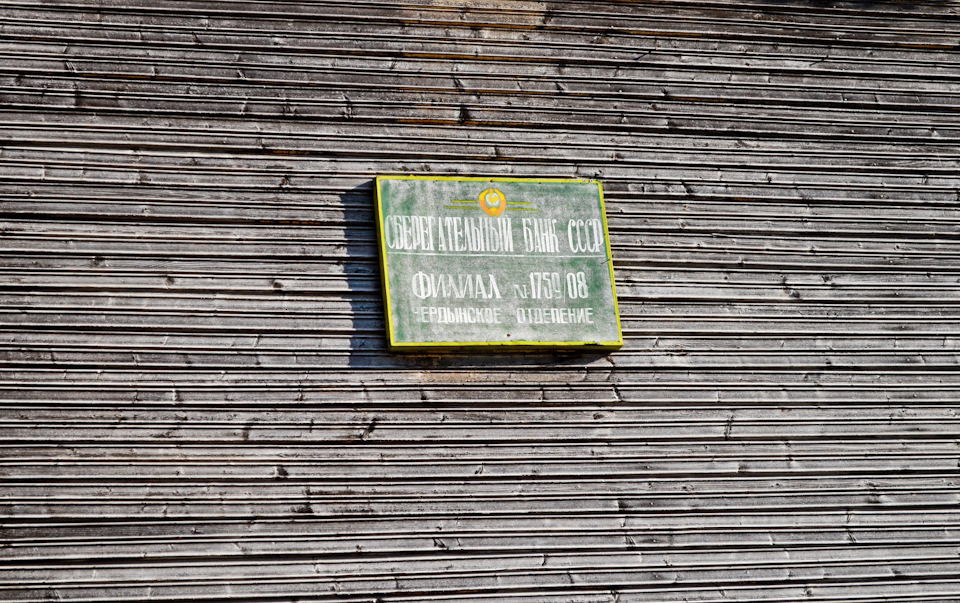 СБЕРЕГАТЕЛЬНЫЙ БАНК СССР
ФИЛИАЛ №1759/08
ЧЕРДЫНСКОЕ ОТДЕЛЕНИЕ